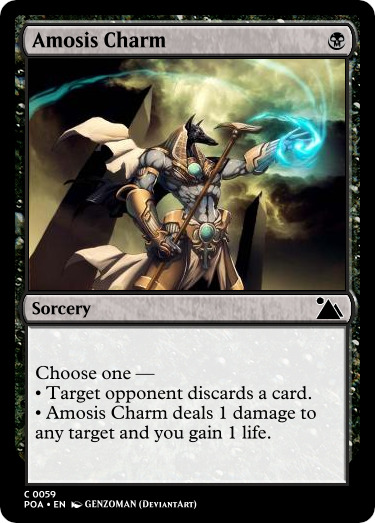 Amosis Charm
Sorcery
Choose one —
• Target opponent discards a card.
• Amosis Charm deals 1 damage to
any target and you gain 1 life.
C 0059
POA • EN GENZOMAN (DeviantArt)